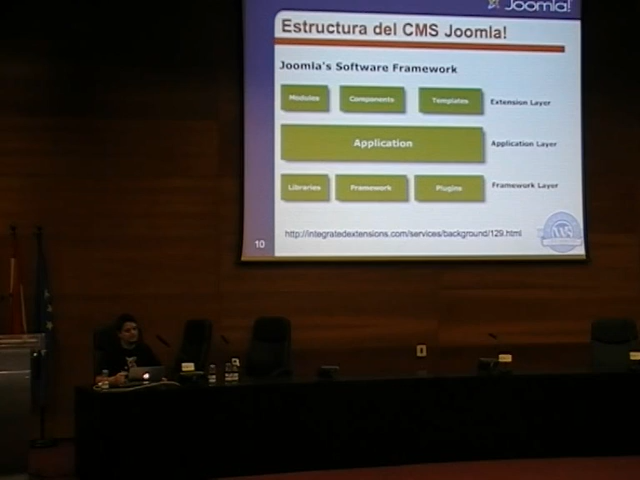 Joomla!
Estructura del CMS Joomla!
Joomla's Software Framework
Modules Components Templates Extension Layer
Application Application Layer
Libraries Framework Plugins Framework Layer
http://integratedextensions.com/services/background/129.html
10